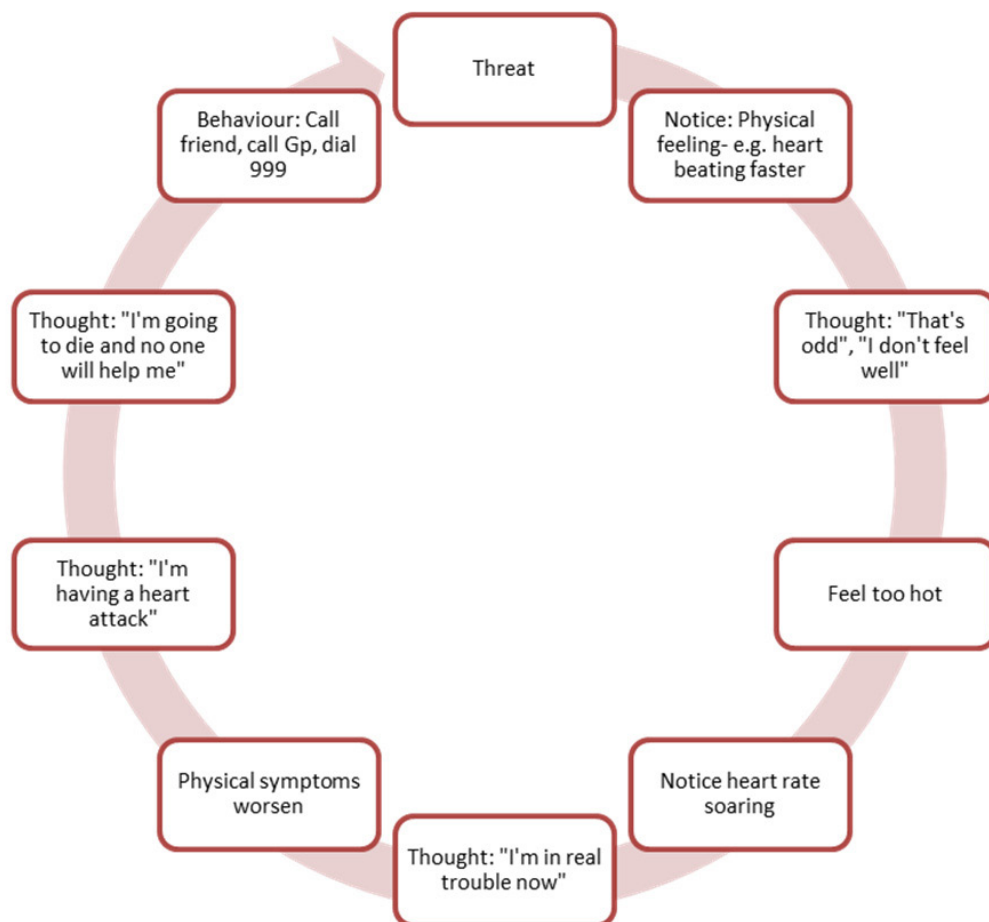 Threat
Notice: Physical
feeling- e.g. heart
beating faster
Thought: "That's
odd", "I don't feel
well"
Feel too hot
Notice heart rate
soaring
Thought: "I'm in real
trouble now"
Physical symptoms
worsen
Thought: "I'm
having a heart
attack"
Thought: "I'm going
to die and no one
will help me"
Behaviour: Call
friend, call Gp, dial
999